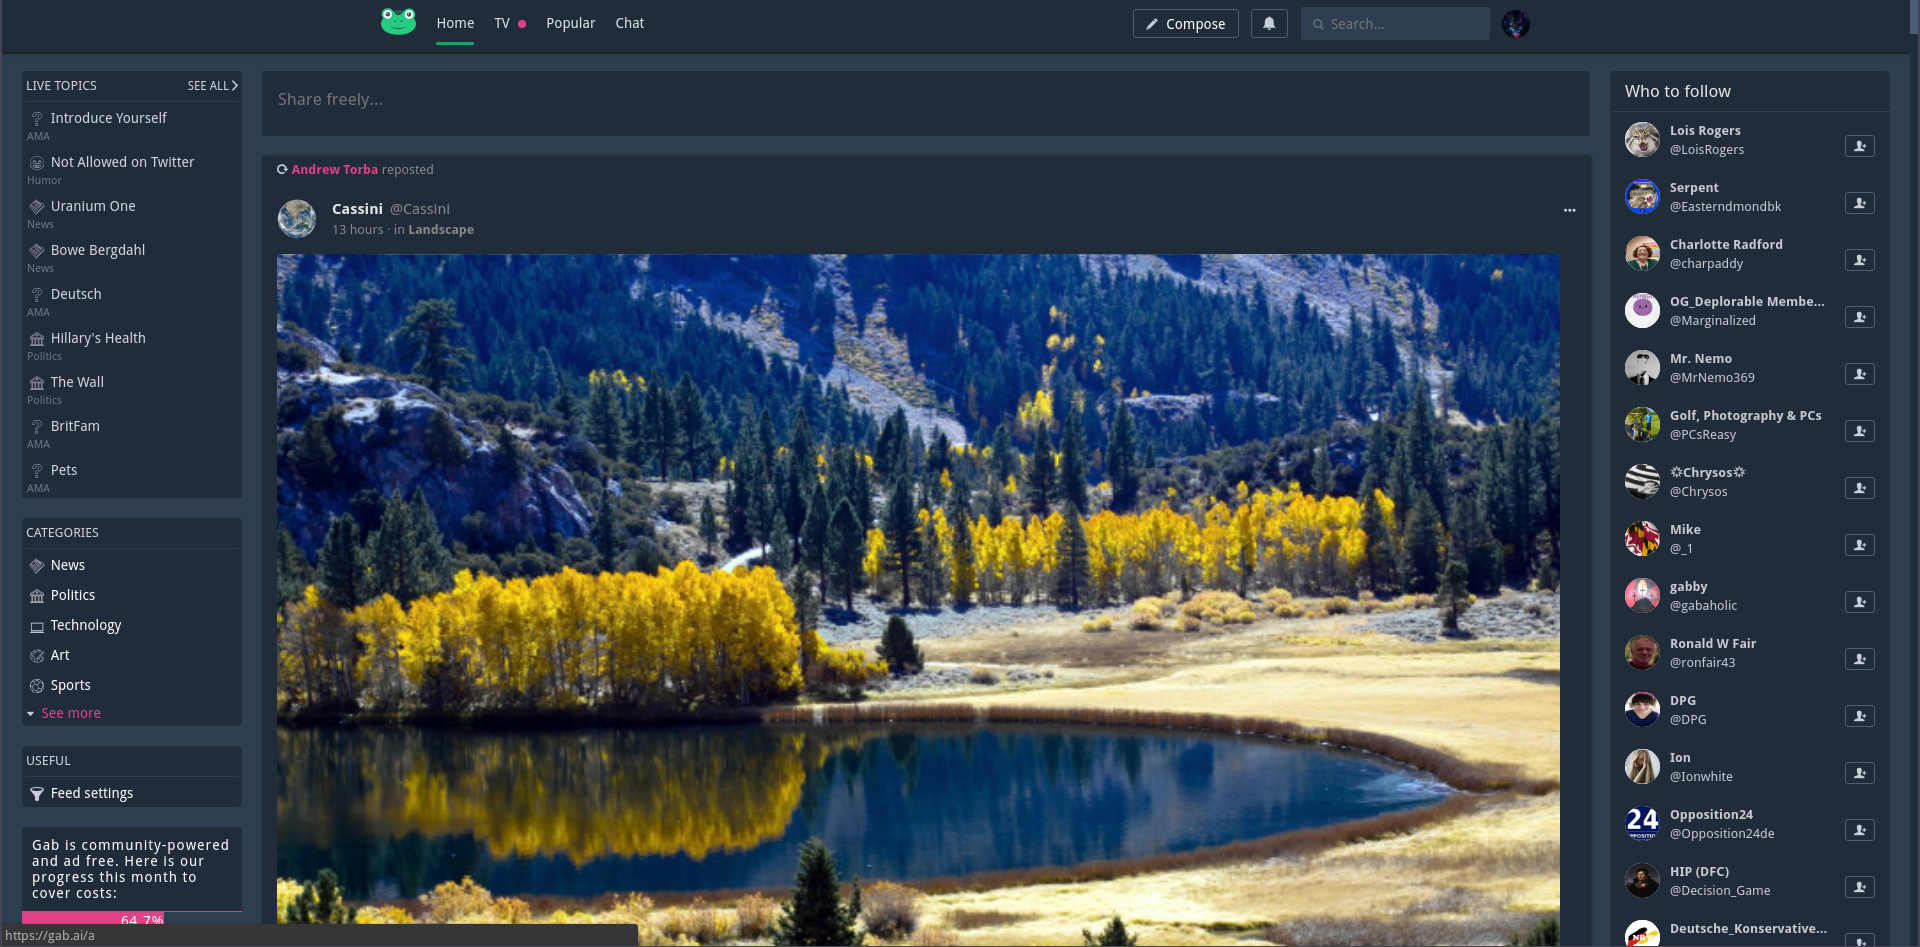 Home TV Popular Chat Compose Search...
LIVE TOPICS SEE ALL
Introduce Yourself
AMA
Not Allowed on Twitter
Humor
Uranium One
News
Bowe Bergdahl
News
Deutsch
AMA
Hillary's Health
Politics
The Wall
Politics
BritFam
AMA
Pets
AMA
CATEGORIES
News
Politics
Technology
Art
Sports
See more
USEFUL
Feed settings
Gab is community-powered
and ad free. Here is our
progress this month to
cover costs:
64.7%
https://gab.ai/a
Share freely...
Andrew Torba reposted
Cassini @Cassini
13 hours · in Landscape
Who to follow
Lois Rogers
@LoisRogers
Serpent
@Easterndmondbk
Charlotte Radford
@charpaddy
OG_Deplorable Membe...
@Marginalized
Mr. Nemo
@MrNemo369
Golf, Photography & PCs
@PCsReasy
❂Chrysos❂
@Chrysos
Mike
@_1
gabby
@gabaholic
Ronald W Fair
@ronfair43
DPG
@DPG
Ion
@Ionwhite
24
Opposition24
@Opposition24de
HIP (DFC)
@Decision_Game
Deutsche_Konservative...